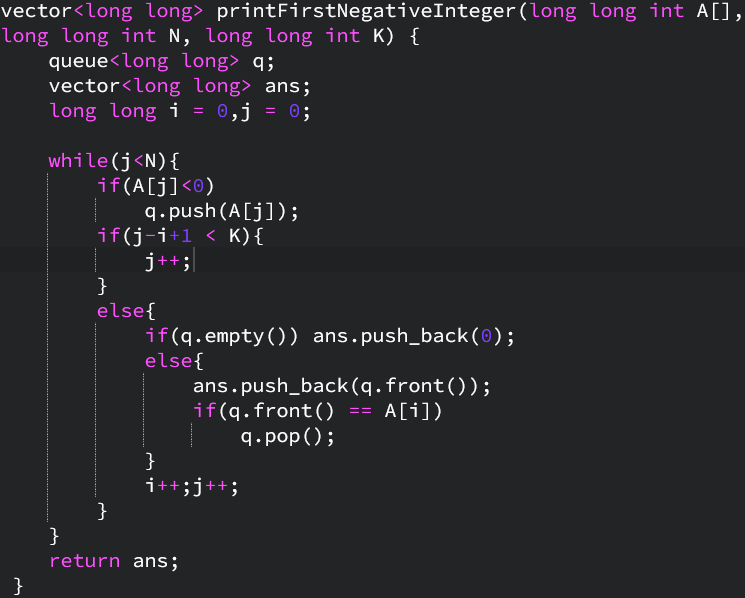 vector<long long> printFirstNegativeInteger(long long int A[],
long long int N, long long int K) {
    queue<long long> q;
    vector<long long> ans;
    long long i = 0,j = 0;

    while(j<N){
        if(A[j]<0)
            q.push(A[j]);
        if(j-i+1 < K){
            j++;
        }
        else{
            if(q.empty()) ans.push_back(0);
            else{
                ans.push_back(q.front());
                if(q.front() == A[i])
                    q.pop();
            }
            i++;j++;
        }
    }
    return ans;
 }